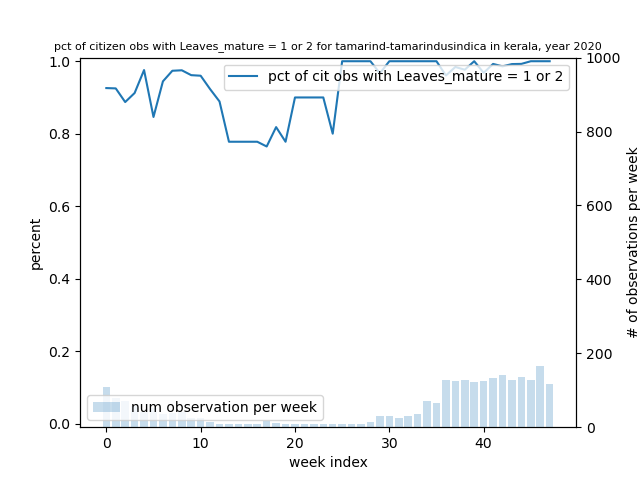 pct of citizen obs with Leaves_mature = 1 or 2 for tamarind-tamarindusindica in kerala, year 2020
pct of cit obs with Leaves_mature = 1 or 2
num observation per week
percent
1.0
0.8
0.6
0.4
0.2
0.0
1000
800
600
400
200
0
# of observations per week
0 10 20 30 40
week index